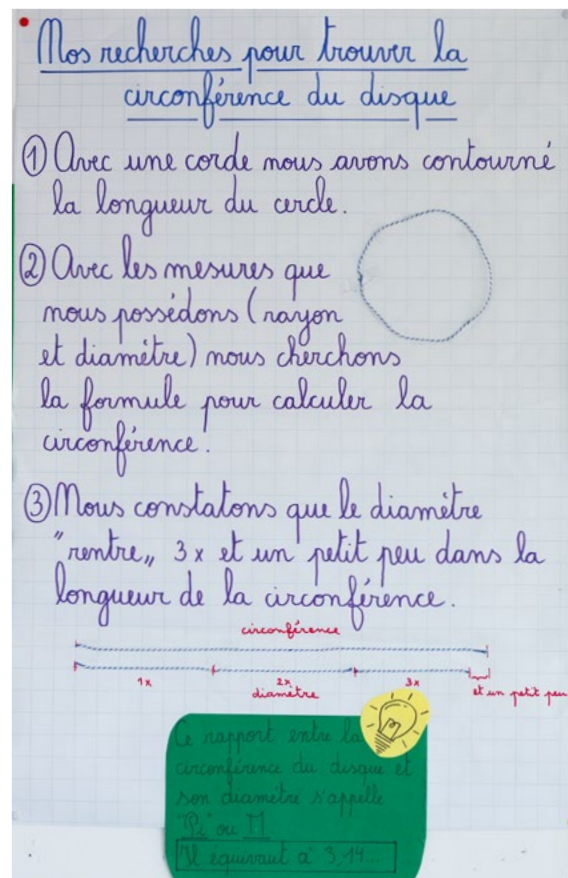 Nos recherches pour trouver la
circonférence du disque
① Avec une corde nous avons contourné
la longueur du cercle.
② Avec les mesures que
nous possédons (rayon
et diamètre) nous cherchons
la formule pour calculer la
circonférence.
③ Nous constatons que le diamètre
"rentre„ 3x et un petit peu dans la
longueur de la circonférence.
circonférence
1x 2x 3x et un petit peu
diamètre
Ce rapport entre la
circonférence du disque et
son diamètre s'appelle
"Pi" ou Π.
Il équivaut à 3,14...